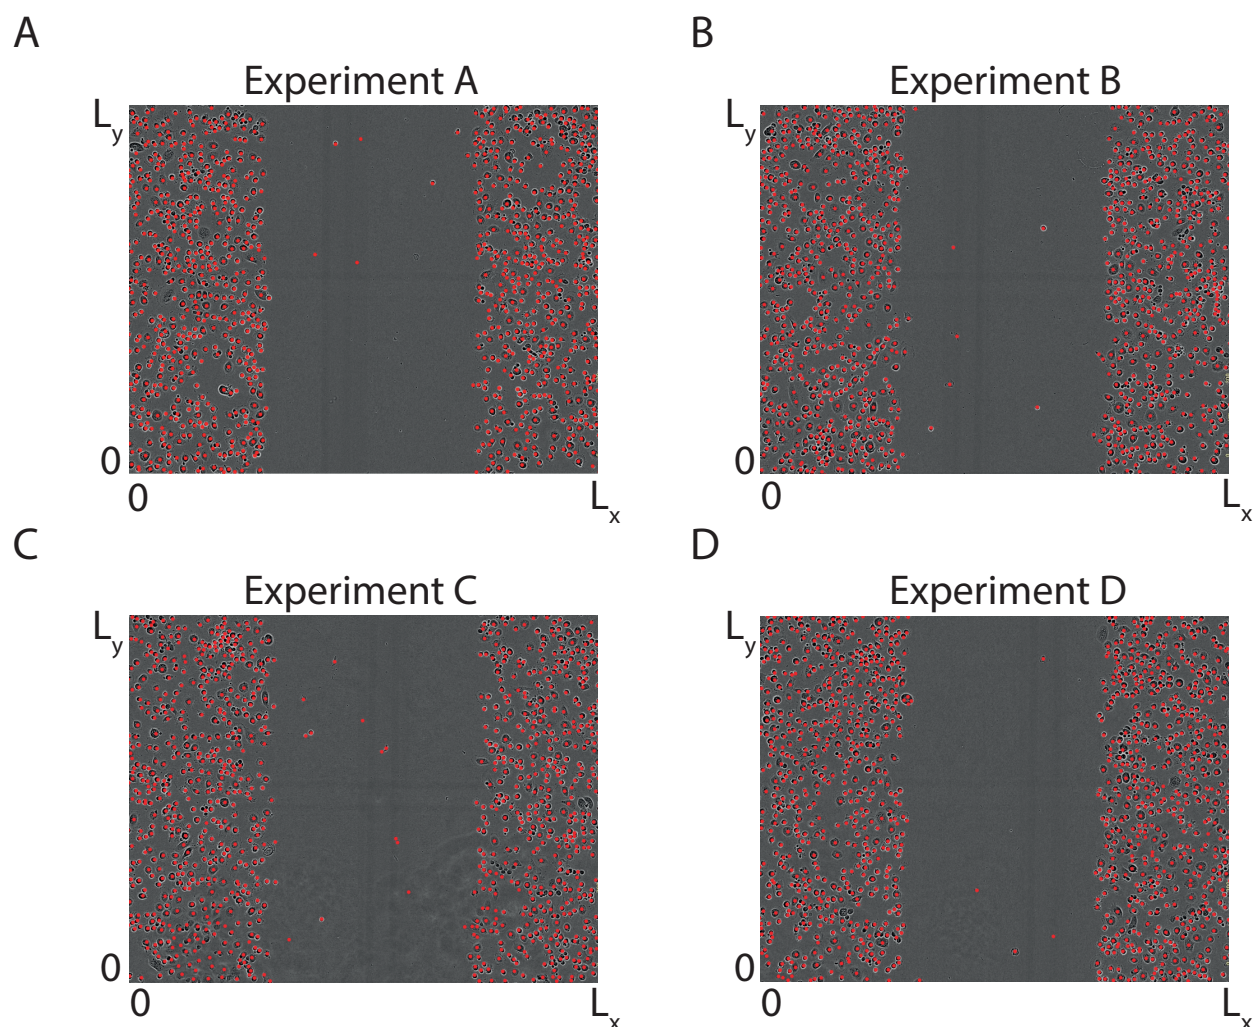 A
B
Experiment A
Experiment B
Ly
Ly
0
0
0
Lx
0
Lx
C
D
Experiment C
Experiment D
Ly
Ly
0
0
0
Lx
0
Lx